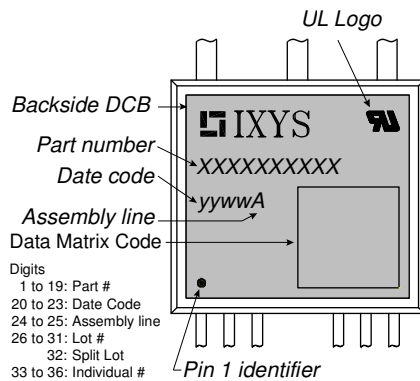 UL Logo
Backside DCB
IXYS
Part number
XXXXXXXXXX
Date code
yywwA
Assembly line
Data Matrix Code
Digits
1 to 19: Part #
20 to 23: Date Code
24 to 25: Assembly line
26 to 31: Lot #
32: Split Lot
33 to 36: Individual #
Pin 1 identifier